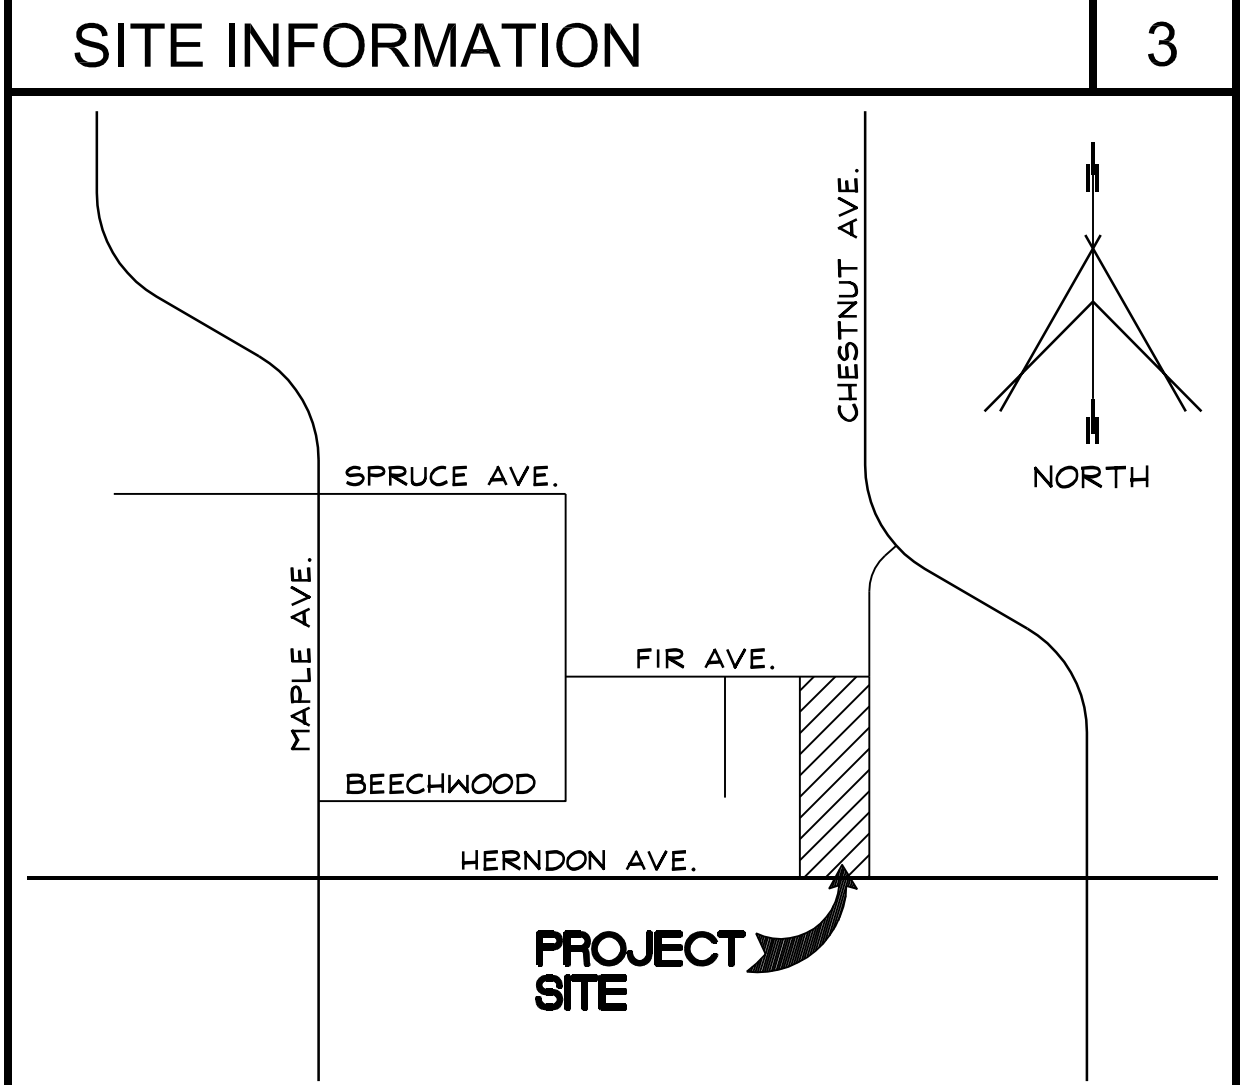 SITE INFORMATION
3
CHESTNUT AVE.
NORTH
SPRUCE AVE.
MAPLE AVE.
FIR AVE.
BEECHWOOD
HERNDON AVE.
PROJECT
SITE